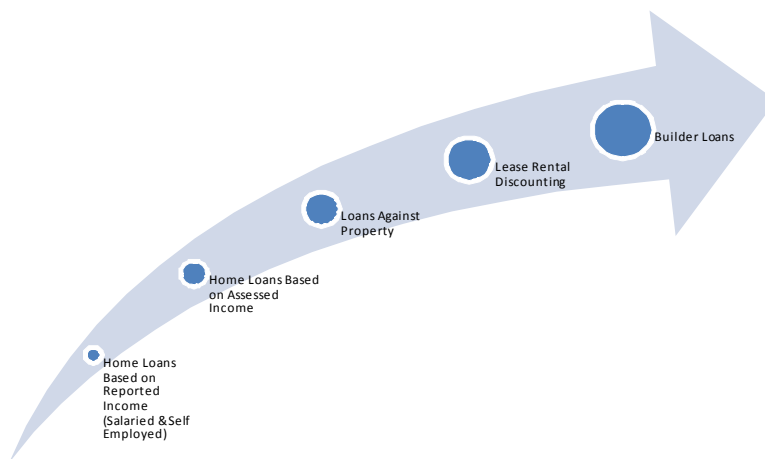 Builder Loans
Lease Rental
Discounting
Loans Against
Property
Home Loans Based
on Assessed
Income
Home Loans
Based on
Reported
Income
(Salaried & Self
Employed)